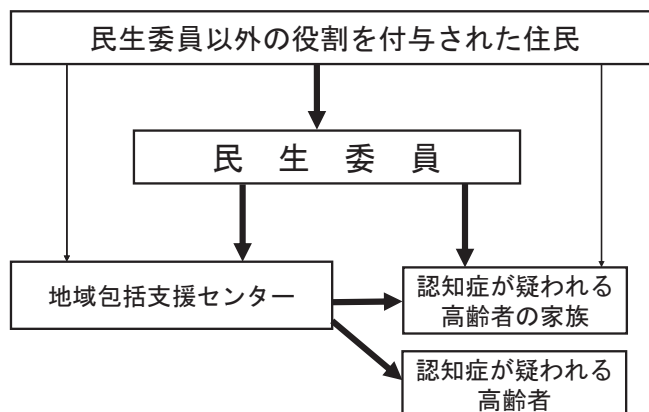 民生委員以外の役割を付与された住民
民生委員
地域包括支援センター
認知症が疑われる
高齢者の家族
認知症が疑われる
高齢者